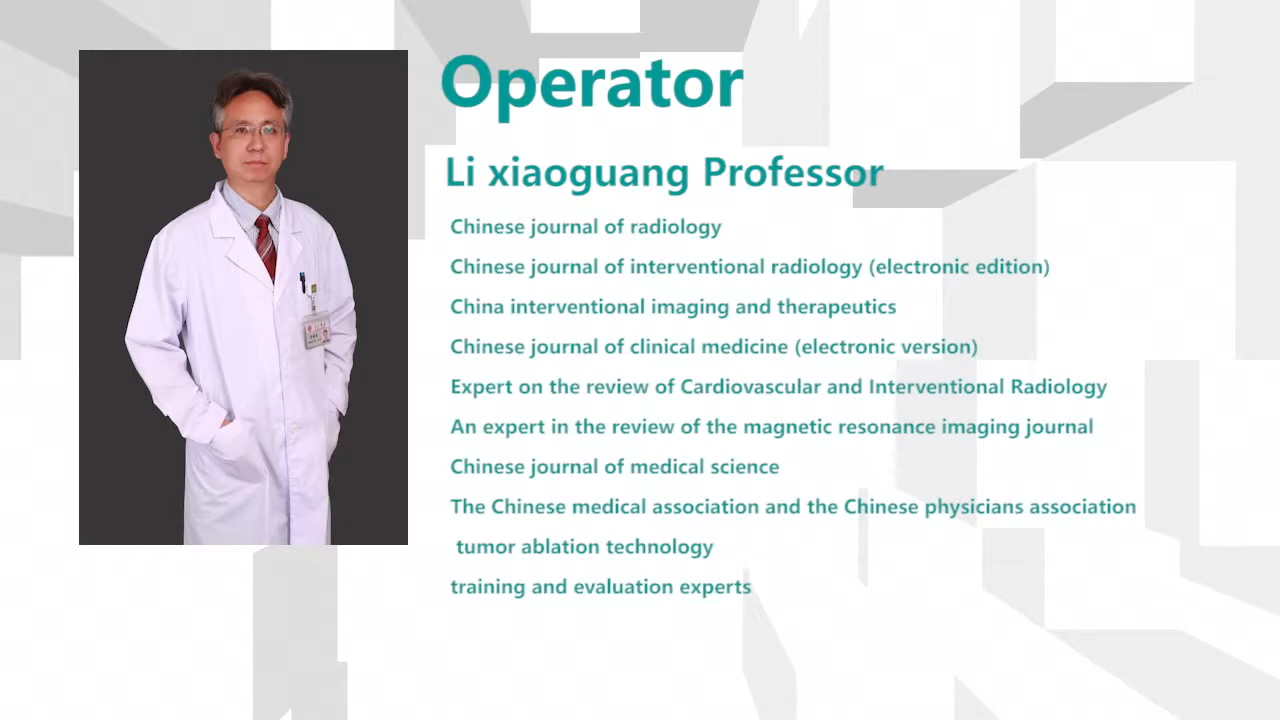 Operator
Li xiaoguang Professor
Chinese journal of radiology
Chinese journal of interventional radiology (electronic edition)
China interventional imaging and therapeutics
Chinese journal of clinical medicine (electronic version)
Expert on the review of Cardiovascular and Interventional Radiology
An expert in the review of the magnetic resonance imaging journal
Chinese journal of medical science
The Chinese medical association and the Chinese physicians association
tumor ablation technology
training and evaluation experts